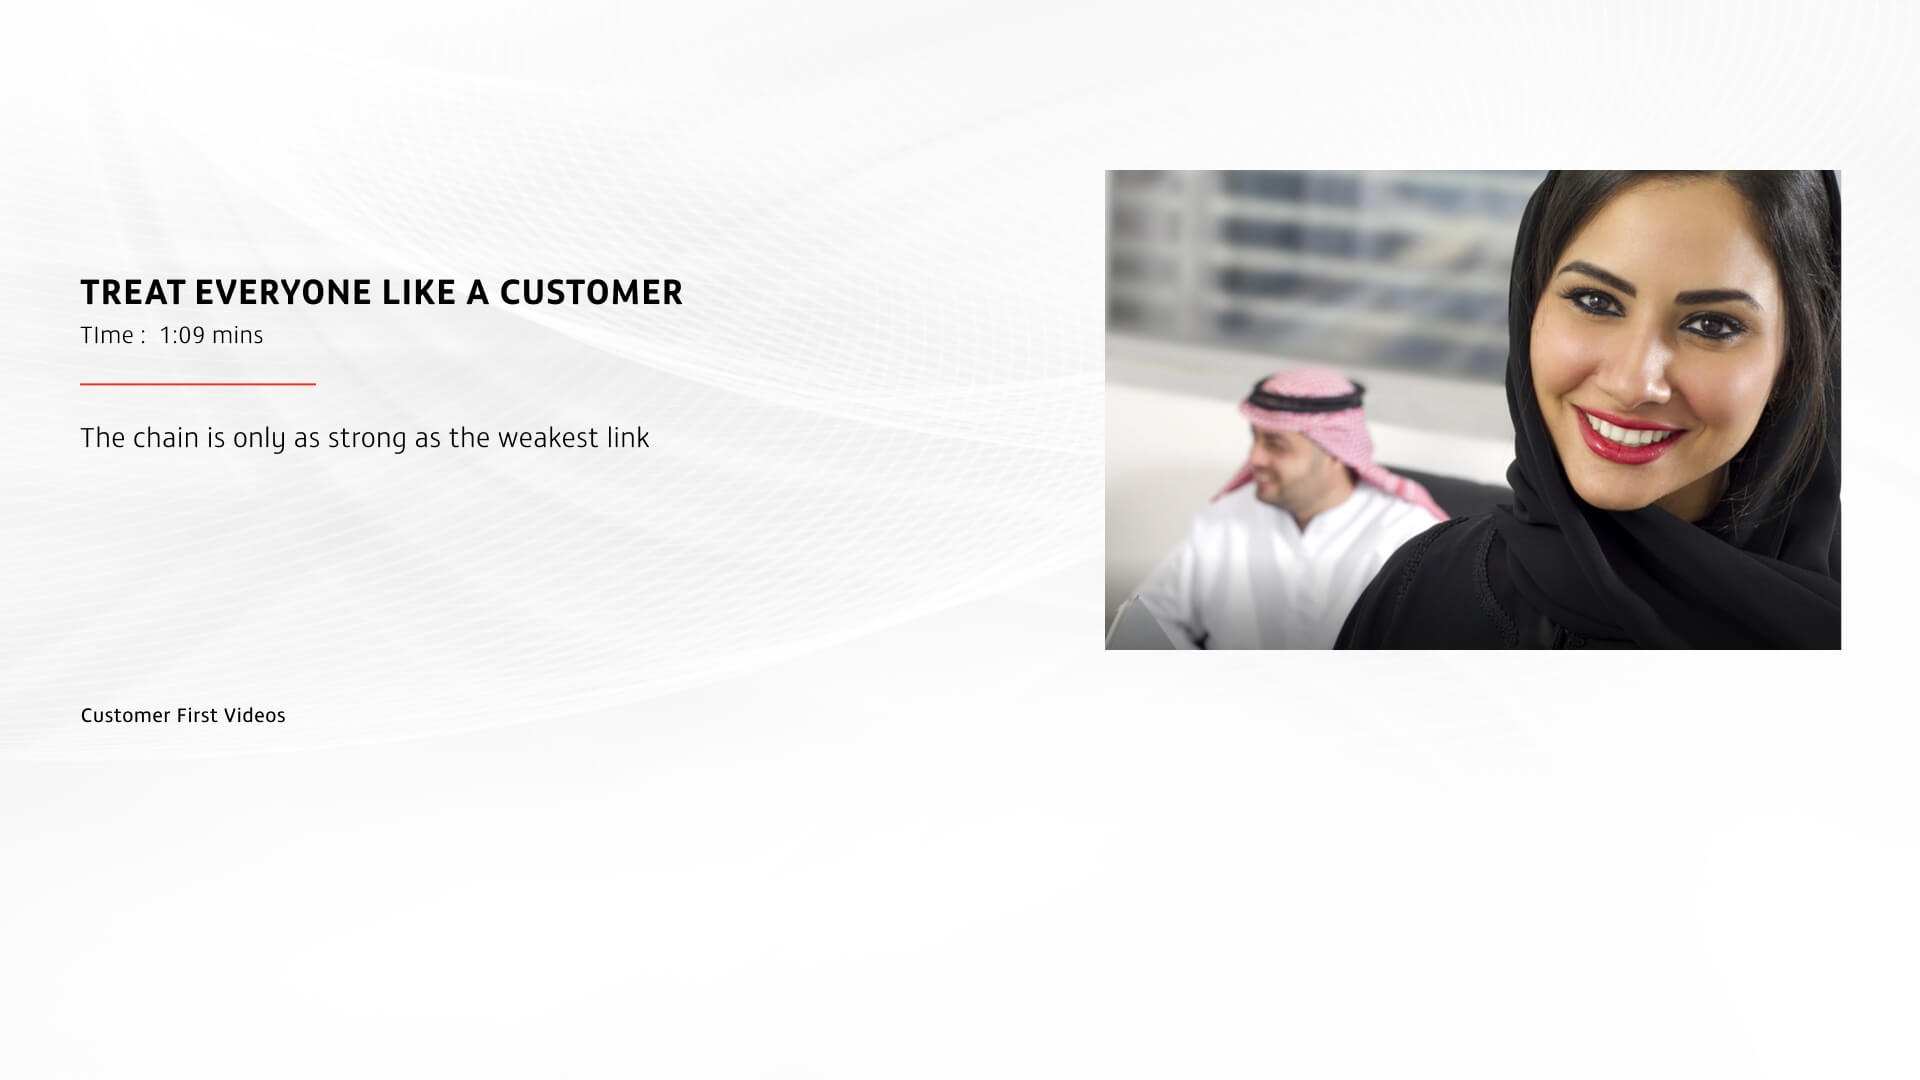 TREAT EVERYONE LIKE A CUSTOMER
TIme :  1:09 mins
The chain is only as strong as the weakest link
Customer First Videos